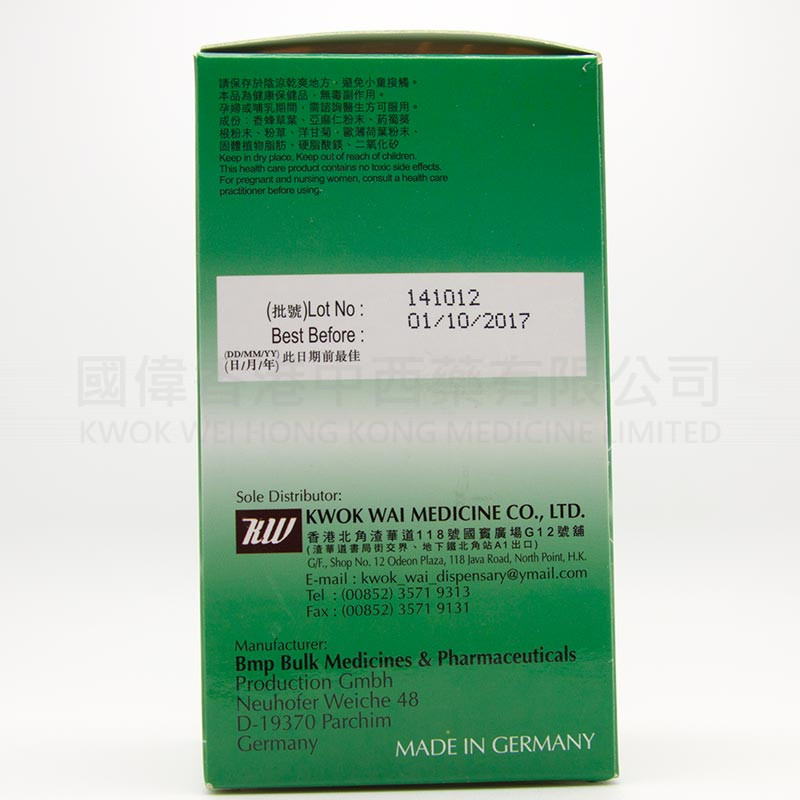 請保存於陰涼乾爽地方，避免小童接觸。
本品為健康保健品，無毒副作用。
孕婦或哺乳期間，需諮詢醫生方可服用。
成份：香蜂草葉、亞麻仁粉末、葯蜀葵
根粉末、粉草、洋甘菊，歐薄荷葉粉末、
固體植物脂肪、硬脂酸鎂、二氧化矽
Keep in dry place, Keep out of reach of children.
This health care product contains no toxic side effects.
For pregnant and nursing women, consult a health care
practitioner before using.
(批號)Lot No : 141012
Best Before : 01/10/2017
(DD/MM/YY)
(日/月/年) 此日期前最佳
國偉香港中西藥有限公司
KWOK WEI HONG KONG MEDICINE LIMITED
Sole Distributor:
KW KWOK WAI MEDICINE CO., LTD.
香港北角渣華道118號國賓廣場G12號舖
(渣華道書局街交界、地下鐵北角站A1出口)
G/F., Shop No. 12 Odeon Plaza, 118 Java Road, North Point, H.K.
E-mail : kwok_wai_dispensary@ymail.com
Tel : (00852) 3571 9313
Fax : (00852) 3571 9131
Manufacturer:
Bmp Bulk Medicines & Pharmaceuticals
Production Gmbh
Neuhofer Weiche 48
D-19370 Parchim
Germany
MADE IN GERMANY